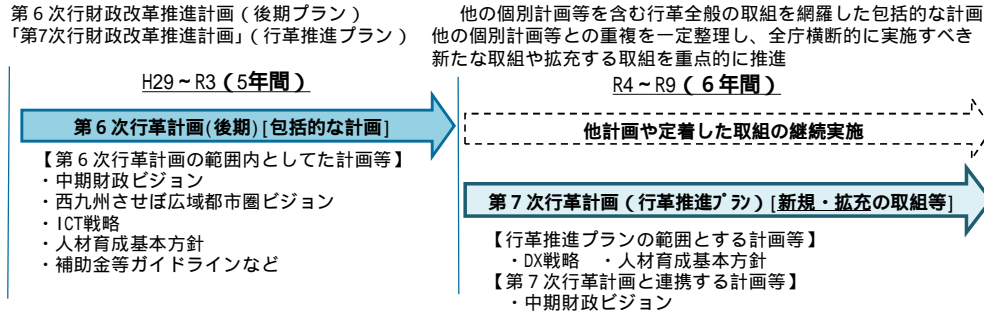 第6次行財政改革推進計画（後期プラン）　　他の個別計画等を含む行革全般の取組を網羅した包括的な計画
「第7次行財政改革推進計画」（行革推進プラン）　他の個別計画等との重複を一定整理し、全庁横断的に実施すべき
新たな取組や拡充する取組を重点的に推進
H29～R3（5年間）
R4～R9（６年間）
第６次行革計画(後期)[包括的な計画]
他計画や定着した取組の継続実施
【第６次行革計画の範囲内としてた計画等】
・中期財政ビジョン
・西九州させぼ広域都市圏ビジョン
・ICT戦略
・人材育成基本方針
・補助金等ガイドラインなど
第７次行革計画（行革推進ﾌﾟﾗﾝ）[新規・拡充の取組等]
【行革推進プランの範囲とする計画等】
・DX戦略　・人材育成基本方針
【第７次行革計画と連携する計画等】
・中期財政ビジョン